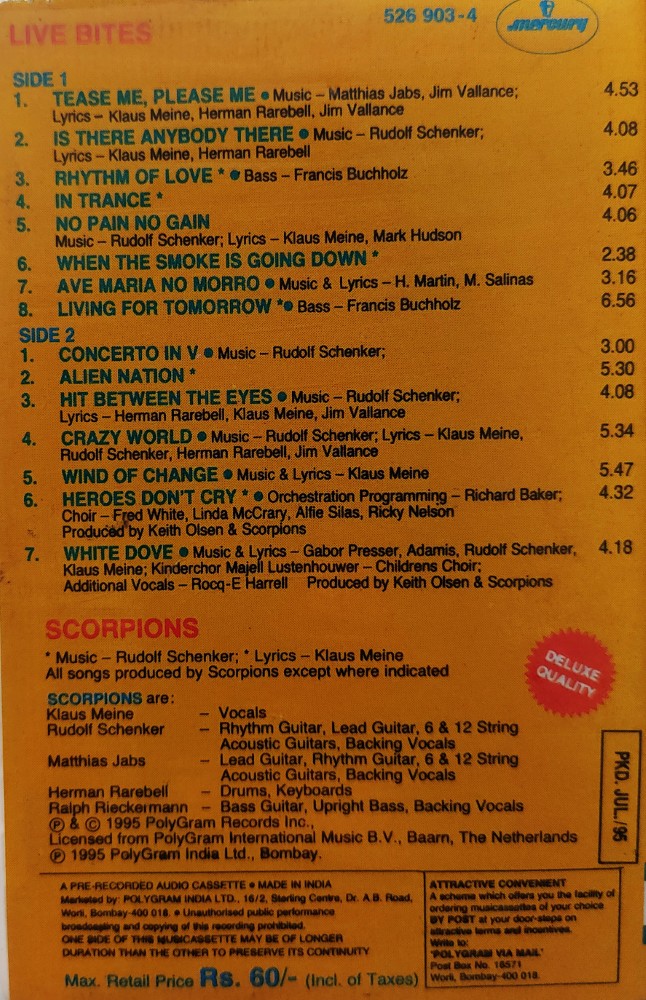 526 903-4
mercury
LIVE BITES
SIDE 1
1. TEASE ME, PLEASE ME ● Music – Matthias Jabs, Jim Vallance; 4.53
Lyrics – Klaus Meine, Herman Rarebell, Jim Vallance
2. IS THERE ANYBODY THERE ● Music – Rudolf Schenker; 4.08
Lyrics – Klaus Meine, Herman Rarebell
3. RHYTHM OF LOVE * ● Bass – Francis Buchholz 3.46
4. IN TRANCE * 4.07
5. NO PAIN NO GAIN 4.06
Music – Rudolf Schenker; Lyrics – Klaus Meine, Mark Hudson
6. WHEN THE SMOKE IS GOING DOWN * 2.38
7. AVE MARIA NO MORRO ● Music & Lyrics – H. Martin, M. Salinas 3.16
8. LIVING FOR TOMORROW *● Bass – Francis Buchholz 6.56
SIDE 2
1. CONCERTO IN V ● Music – Rudolf Schenker; 3.00
2. ALIEN NATION * 5.30
3. HIT BETWEEN THE EYES ● Music – Rudolf Schenker; 4.08
Lyrics – Herman Rarebell, Klaus Meine, Jim Vallance
4. CRAZY WORLD ● Music – Rudolf Schenker; Lyrics – Klaus Meine, 5.34
Rudolf Schenker, Herman Rarebell, Jim Vallance
5. WIND OF CHANGE ● Music & Lyrics – Klaus Meine 5.47
6. HEROES DON'T CRY * ● Orchestration Programming – Richard Baker; 4.32
Choir – Fred White, Linda McCrary, Alfie Silas, Ricky Nelson
Produced by Keith Olsen & Scorpions
7. WHITE DOVE ● Music & Lyrics – Gabor Presser, Adamis, Rudolf Schenker, 4.18
Klaus Meine; Kinderchor Majell Lustenhouwer – Childrens Choir;
Additional Vocals – Rocq-E Harrell Produced by Keith Olsen & Scorpions
SCORPIONS
* Music – Rudolf Schenker; * Lyrics – Klaus Meine
All songs produced by Scorpions except where indicated
DELUXE
QUALITY
SCORPIONS are:
Klaus Meine – Vocals
Rudolf Schenker – Rhythm Guitar, Lead Guitar, 6 & 12 String
Acoustic Guitars, Backing Vocals
Matthias Jabs – Lead Guitar, Rhythm Guitar, 6 & 12 String
Acoustic Guitars, Backing Vocals
Herman Rarebell – Drums, Keyboards
Ralph Rieckermann – Bass Guitar, Upright Bass, Backing Vocals
PKD. JUL./95
℗ & © 1995 PolyGram Records Inc.,
Licensed from PolyGram International Music B.V., Baarn, The Netherlands
℗ 1995 PolyGram India Ltd., Bombay.
A PRE-RECORDED AUDIO CASSETTE ● MADE IN INDIA
Marketed by: POLYGRAM INDIA LTD., 16/2, Sterling Centre, Dr. A.B. Road,
Worli, Bombay-400 018. ● Unauthorised public performance
broadcasting and copying of this recording prohibited.
ONE SIDE OF THIS MUSICASSETTE MAY BE OF LONGER
DURATION THAN THE OTHER TO PRESERVE ITS CONTINUITY
Max. Retail Price Rs. 60/- (Incl. of Taxes)
ATTRACTIVE CONVENIENT
A scheme which offers you the facility of
ordering musicassettes of your choice
BY POST at your door-steps on
attractive terms and incentives.
Write to:
'POLYGRAM VIA MAIL'
Post Box No. 16571
Worli, Bombay-400 018.